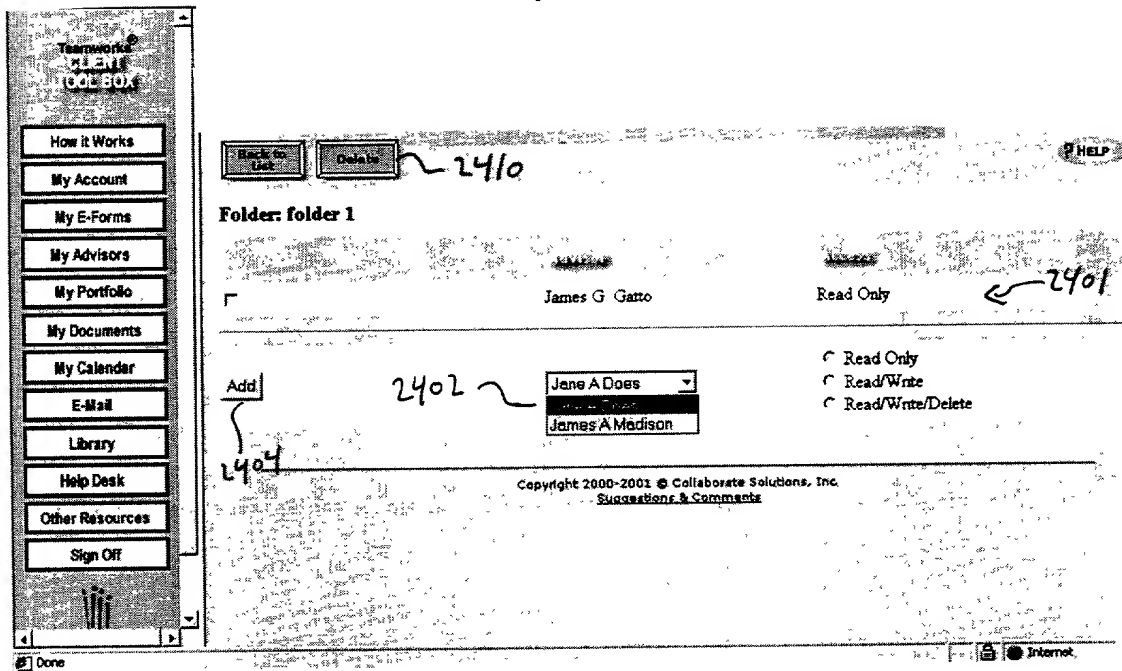 Teamworks®
CLIENT
TOOL BOX
How it Works
My Account
My E-Forms
My Advisors
My Portfolio
My Documents
My Calendar
E-Mail
Library
Help Desk
Other Resources
Sign Off
Back to
List
Delete
2410
? HELP
Folder: folder 1
James G Gatto
Read Only
2401
Add
2404
2402
Jane A Does
James A Madison
Read Only
Read/Write
Read/Write/Delete
Copyright 2000-2001 © Collaborate Solutions, Inc.
Suggestions & Comments
Done
Internet